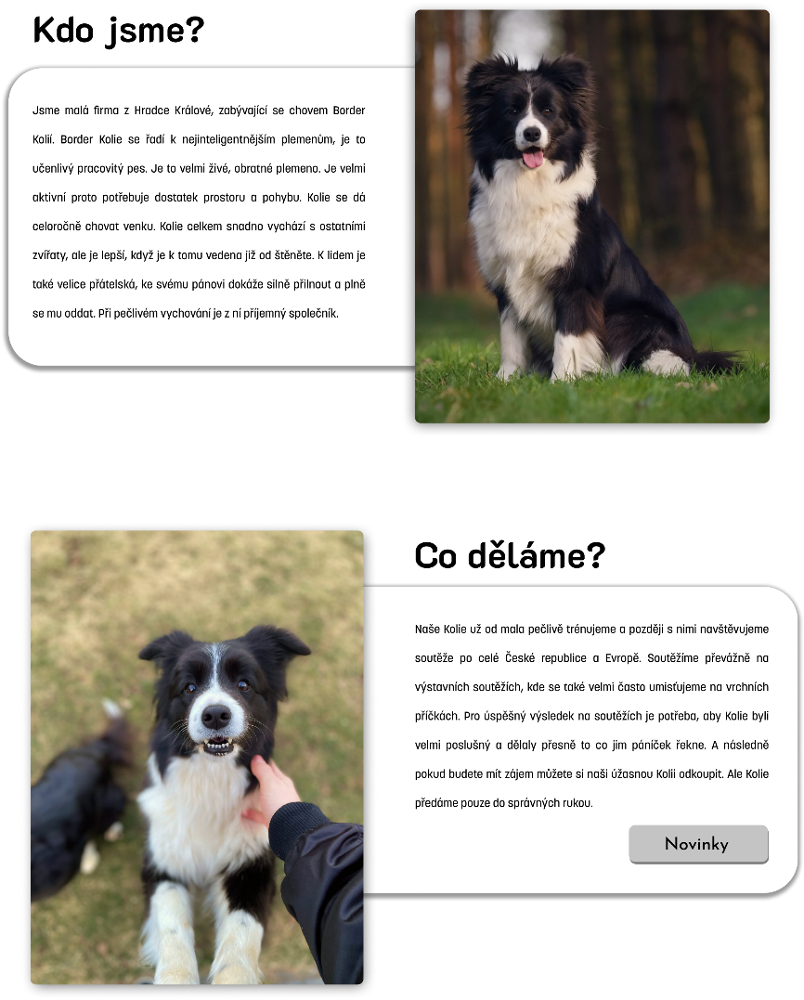 Kdo jsme?
Jsme malá firma z Hradce Králové, zabývající se chovem Border
Kolií. Border Kolie se řadí k nejinteligentnějším plemenům, je to
učenlivý pracovitý pes. Je to velmi živé, obratné plemeno. Je velmi
aktivní proto potřebuje dostatek prostoru a pohybu. Kolie se dá
celoročně chovat venku. Kolie celkem snadno vychází s ostatními
zvířaty, ale je lepší, když je k tomu vedena již od štěněte. K lidem je
také velice přátelská, ke svému pánovi dokáže silně přilnout a plně
se mu oddat. Při pečlivém vychování je z ní příjemný společník.
Co děláme?
Naše Kolie už od mala pečlivě trénujeme a později s nimi navštěvujeme
soutěže po celé České republice a Evropě. Soutěžíme převážně na
výstavních soutěžích, kde se také velmi často umisťujeme na vrchních
příčkách. Pro úspěšný výsledek na soutěžích je potřeba, aby Kolie byli
velmi poslušný a dělaly přesně to co jim páníček řekne. A následně
pokud budete mít zájem můžete si naši úžasnou Kolii odkoupit. Ale Kolie
předáme pouze do správných rukou.
Novinky